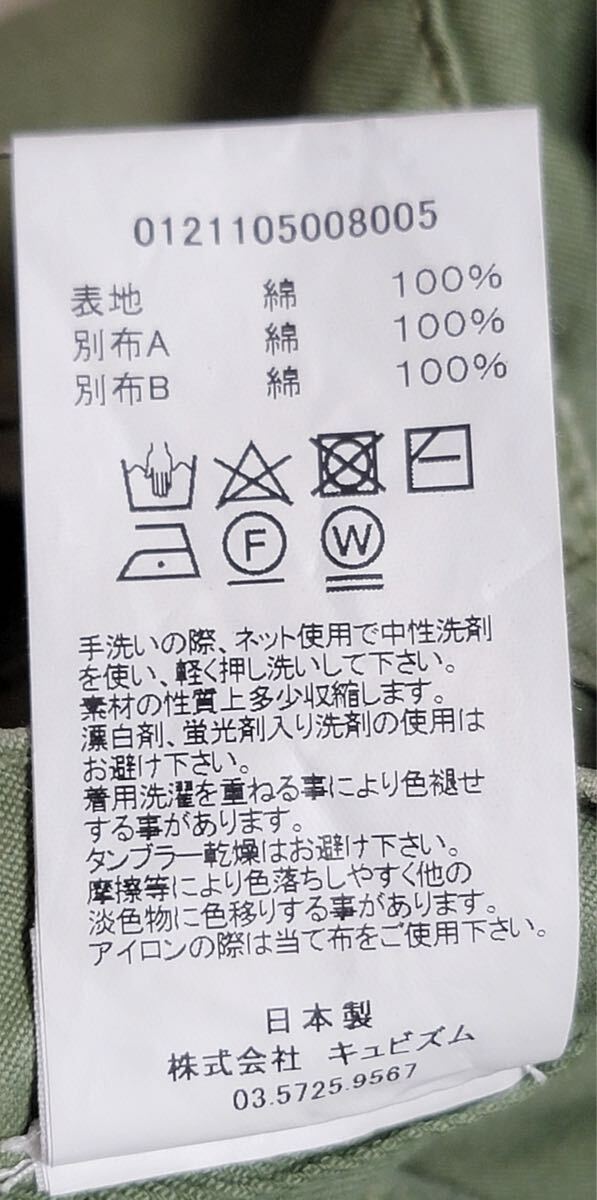 0121105008005
表地 綿 100%
別布A 綿 100%
別布B 綿 100%
F W
手洗いの際、ネット使用で中性洗剤
を使い、軽く押し洗いして下さい。
素材の性質上多少収縮します。
漂白剤、蛍光剤入り洗剤の使用は
お避け下さい。
着用洗濯を重ねる事により色褪せ
する事があります。
タンブラー乾燥はお避け下さい。
摩擦等により色落ちしやすく他の
淡色物に色移りする事があります。
アイロンの際は当て布をご使用下さい。
日本製
株式会社 キュビズム
03.5725.9567